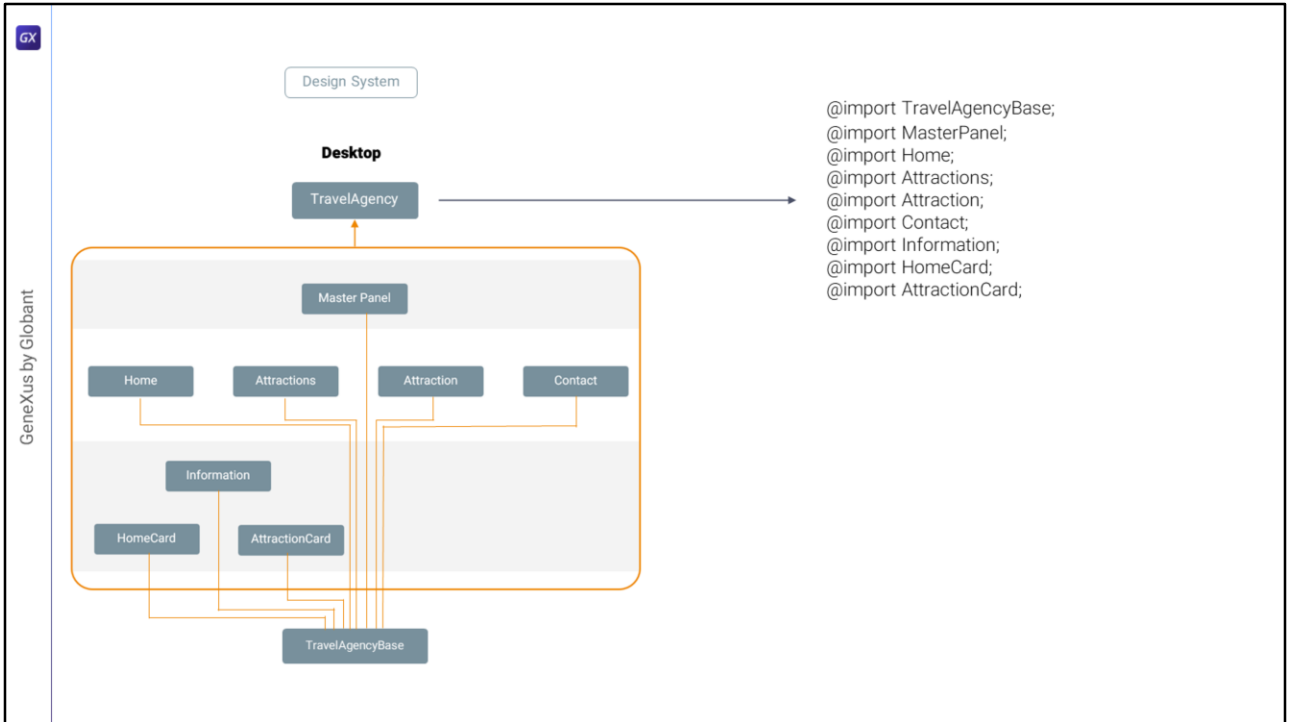 GX
GeneXus by Globant
Design System
Desktop
TravelAgency
Master Panel
Home
Attractions
Attraction
Contact
Information
HomeCard
AttractionCard
TravelAgencyBase
@import TravelAgencyBase;
@import MasterPanel;
@import Home;
@import Attractions;
@import Attraction;
@import Contact;
@import Information;
@import HomeCard;
@import AttractionCard;